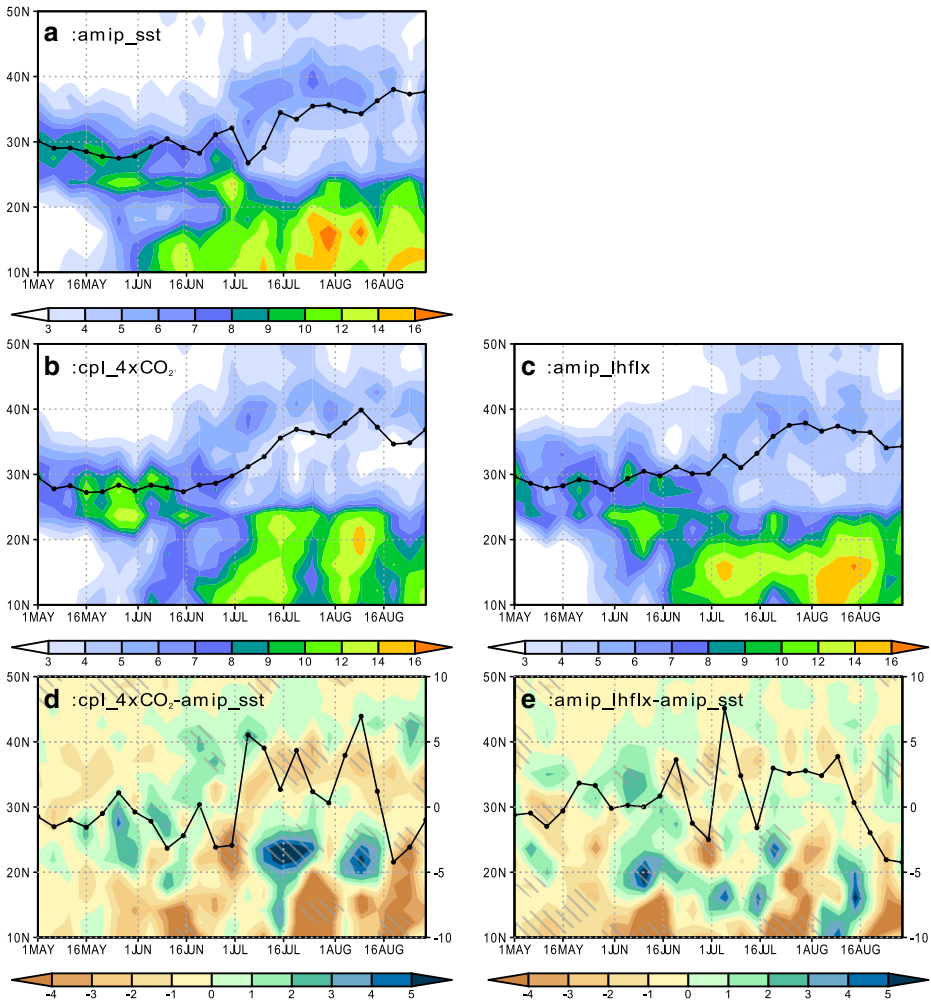 a :amip_sst
50N
40N
30N
20N
10N
1MAY 16MAY 1JUN 16JUN 1JUL 16JUL 1AUG 16AUG
3 4 5 6 7 8 9 10 12 14 16
b :cpl_4xCO₂
50N
40N
30N
20N
10N
1MAY 16MAY 1JUN 16JUN 1JUL 16JUL 1AUG 16AUG
3 4 5 6 7 8 9 10 12 14 16
c :amip_lhflx
50N
40N
30N
20N
10N
1MAY 16MAY 1JUN 16JUN 1JUL 16JUL 1AUG 16AUG
3 4 5 6 7 8 9 10 12 14 16
d :cpl_4xCO₂-amip_sst
50N 10
40N 5
30N 0
20N -5
10N -10
1MAY 16MAY 1JUN 16JUN 1JUL 16JUL 1AUG 16AUG
-4 -3 -2 -1 0 1 2 3 4 5
e :amip_lhflx-amip_sst
50N 10
40N 5
30N 0
20N -5
10N -10
1MAY 16MAY 1JUN 16JUN 1JUL 16JUL 1AUG 16AUG
-4 -3 -2 -1 0 1 2 3 4 5